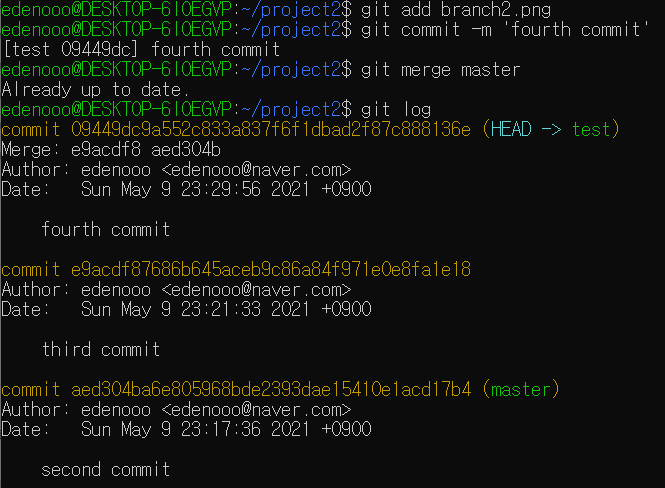 edenooo@DESKTOP-6IOEGVP:~/project2$ git add branch2.png
edenooo@DESKTOP-6IOEGVP:~/project2$ git commit -m 'fourth commit'
[test 09449dc] fourth commit
edenooo@DESKTOP-6IOEGVP:~/project2$ git merge master
Already up to date.
edenooo@DESKTOP-6IOEGVP:~/project2$ git log
commit 09449dc9a552c833a837f6f1dbad2f87c888136e (HEAD -> test)
Merge: e9acdf8 aed304b
Author: edenooo <edenooo@naver.com>
Date:   Sun May 9 23:29:56 2021 +0900
fourth commit
commit e9acdf87686b645aceb9c86a84f971e0e8fa1e18
Author: edenooo <edenooo@naver.com>
Date:   Sun May 9 23:21:33 2021 +0900
third commit
commit aed304ba6e805968bde2393dae15410e1acd17b4 (master)
Author: edenooo <edenooo@naver.com>
Date:   Sun May 9 23:17:36 2021 +0900
second commit